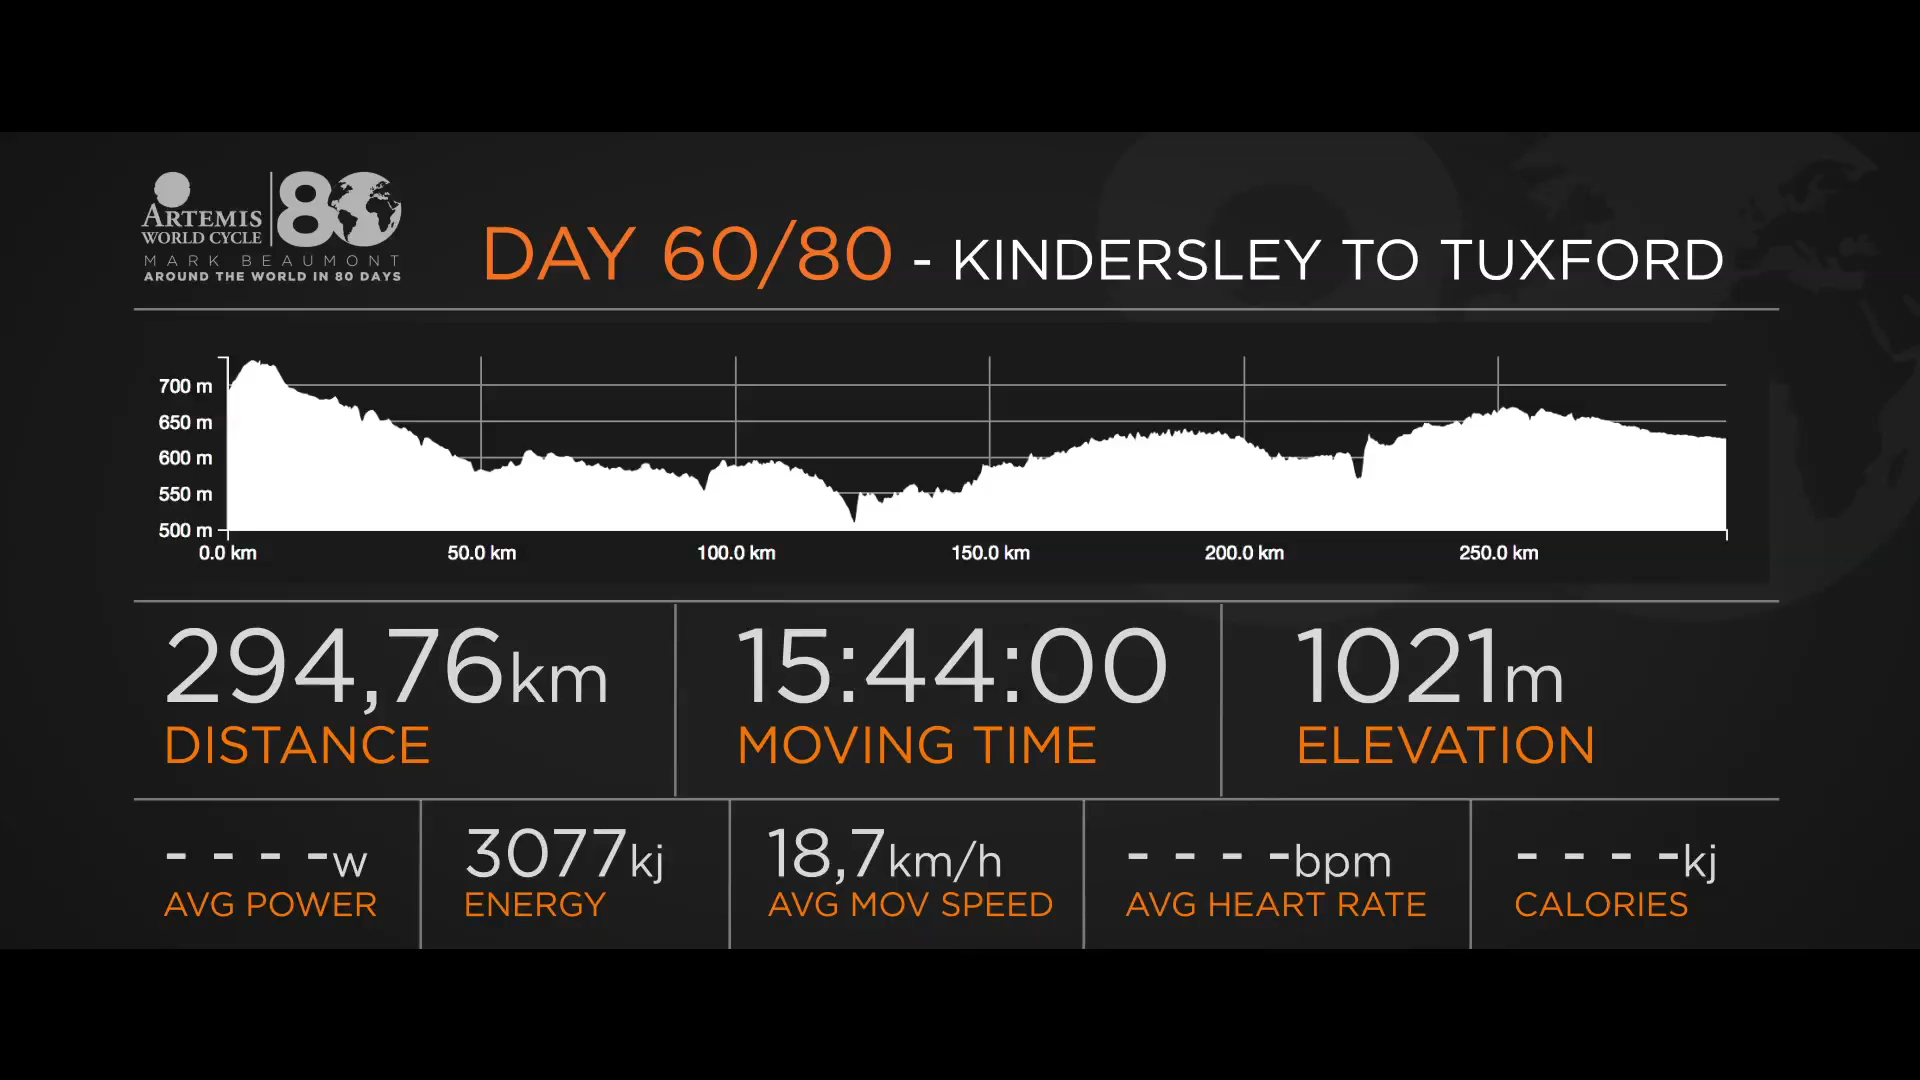 ARTEMIS
WORLD CYCLE
80
MARK BEAUMONT
AROUND THE WORLD IN 80 DAYS
DAY 60/80 - KINDERSLEY TO TUXFORD
700 m
650 m
600 m
550 m
500 m
0.0 km 50.0 km 100.0 km 150.0 km 200.0 km 250.0 km
294,76km 15:44:00 1021m
DISTANCE MOVING TIME ELEVATION
- - - -w 3077kj 18,7km/h - - - -bpm - - - -kj
AVG POWER ENERGY AVG MOV SPEED AVG HEART RATE CALORIES